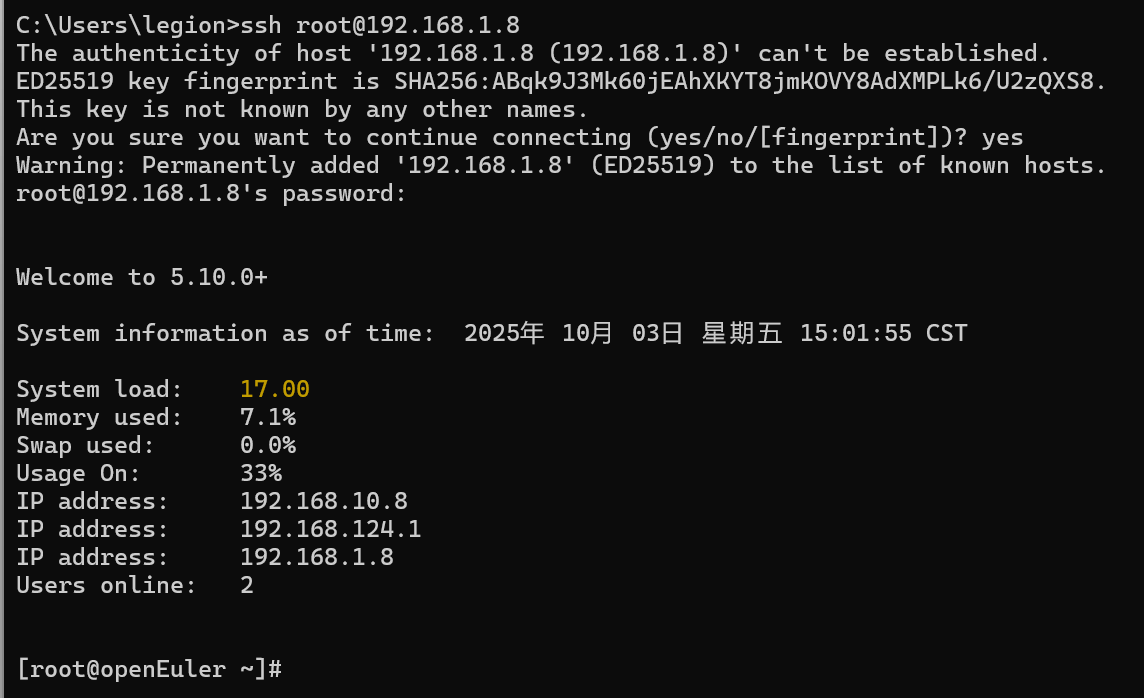 C:\Users\legion>ssh root@192.168.1.8
The authenticity of host '192.168.1.8 (192.168.1.8)' can't be established.
ED25519 key fingerprint is SHA256:ABqk9J3Mk60jEAhXKYT8jmKOVY8AdXMPLk6/U2zQXS8.
This key is not known by any other names.
Are you sure you want to continue connecting (yes/no/[fingerprint])? yes
Warning: Permanently added '192.168.1.8' (ED25519) to the list of known hosts.
root@192.168.1.8's password:
Welcome to 5.10.0+
System information as of time:  2025年 10月 03日 星期五 15:01:55 CST
System load:    17.00
Memory used:    7.1%
Swap used:      0.0%
Usage On:       33%
IP address:     192.168.10.8
IP address:     192.168.124.1
IP address:     192.168.1.8
Users online:   2
[root@openEuler ~]#